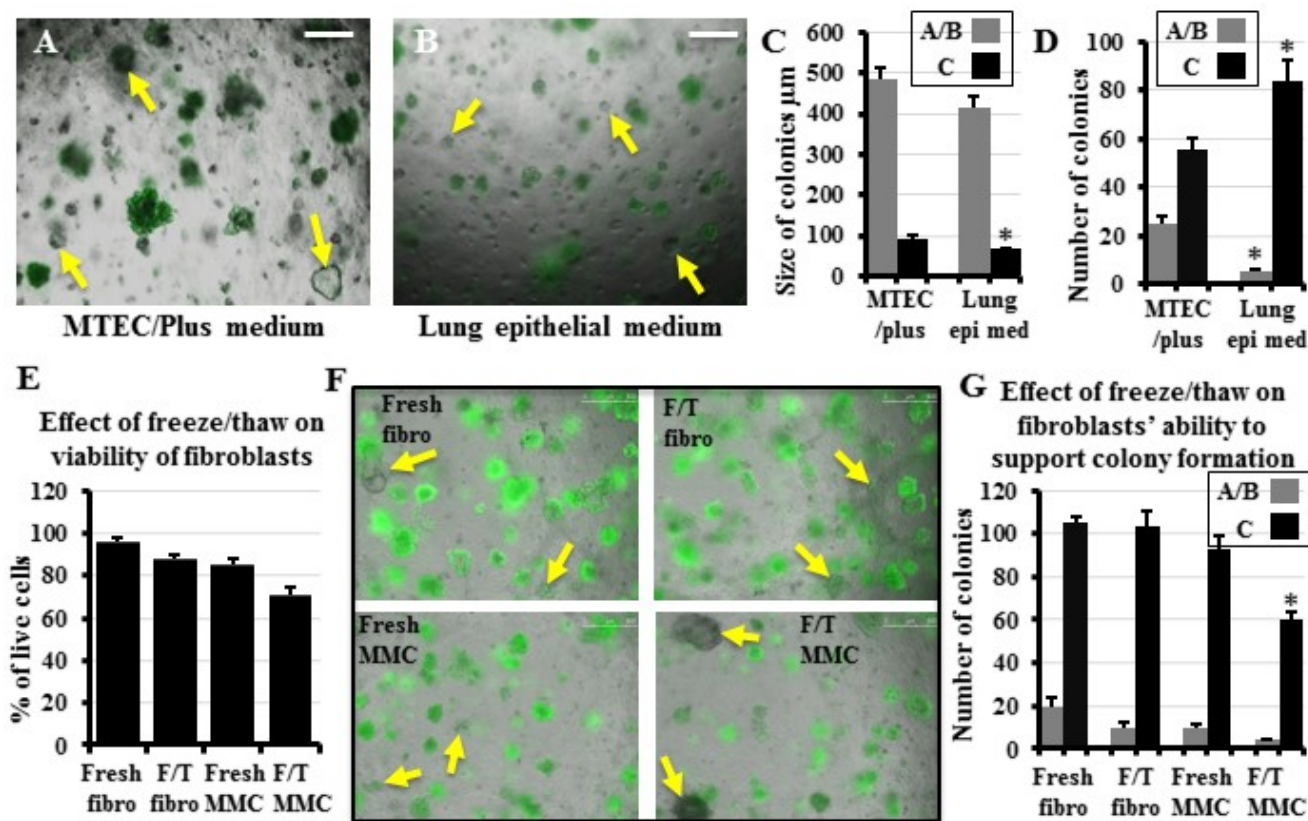 A
B
MTEC/Plus medium
Lung epithelial medium
C
A/B
C
Size of colonies µm
600
500
400
300
200
100
0
MTEC
/plus
Lung
epi med
*
D
A/B
C
Number of colonies
100
80
60
40
20
0
*
*
MTEC
/plus
Lung
epi med
E
Effect of freeze/thaw on
viability of fibroblasts
% of live cells
120
100
80
60
40
20
0
Fresh
fibro
F/T
fibro
Fresh
MMC
F/T
MMC
F
Fresh
fibro
F/T
fibro
Fresh
MMC
F/T
MMC
G
Effect of freeze/thaw on
fibroblasts' ability to
support colony formation
A/B
C
Number of colonies
120
100
80
60
40
20
0
*
Fresh
fibro
F/T
fibro
Fresh
MMC
F/T
MMC